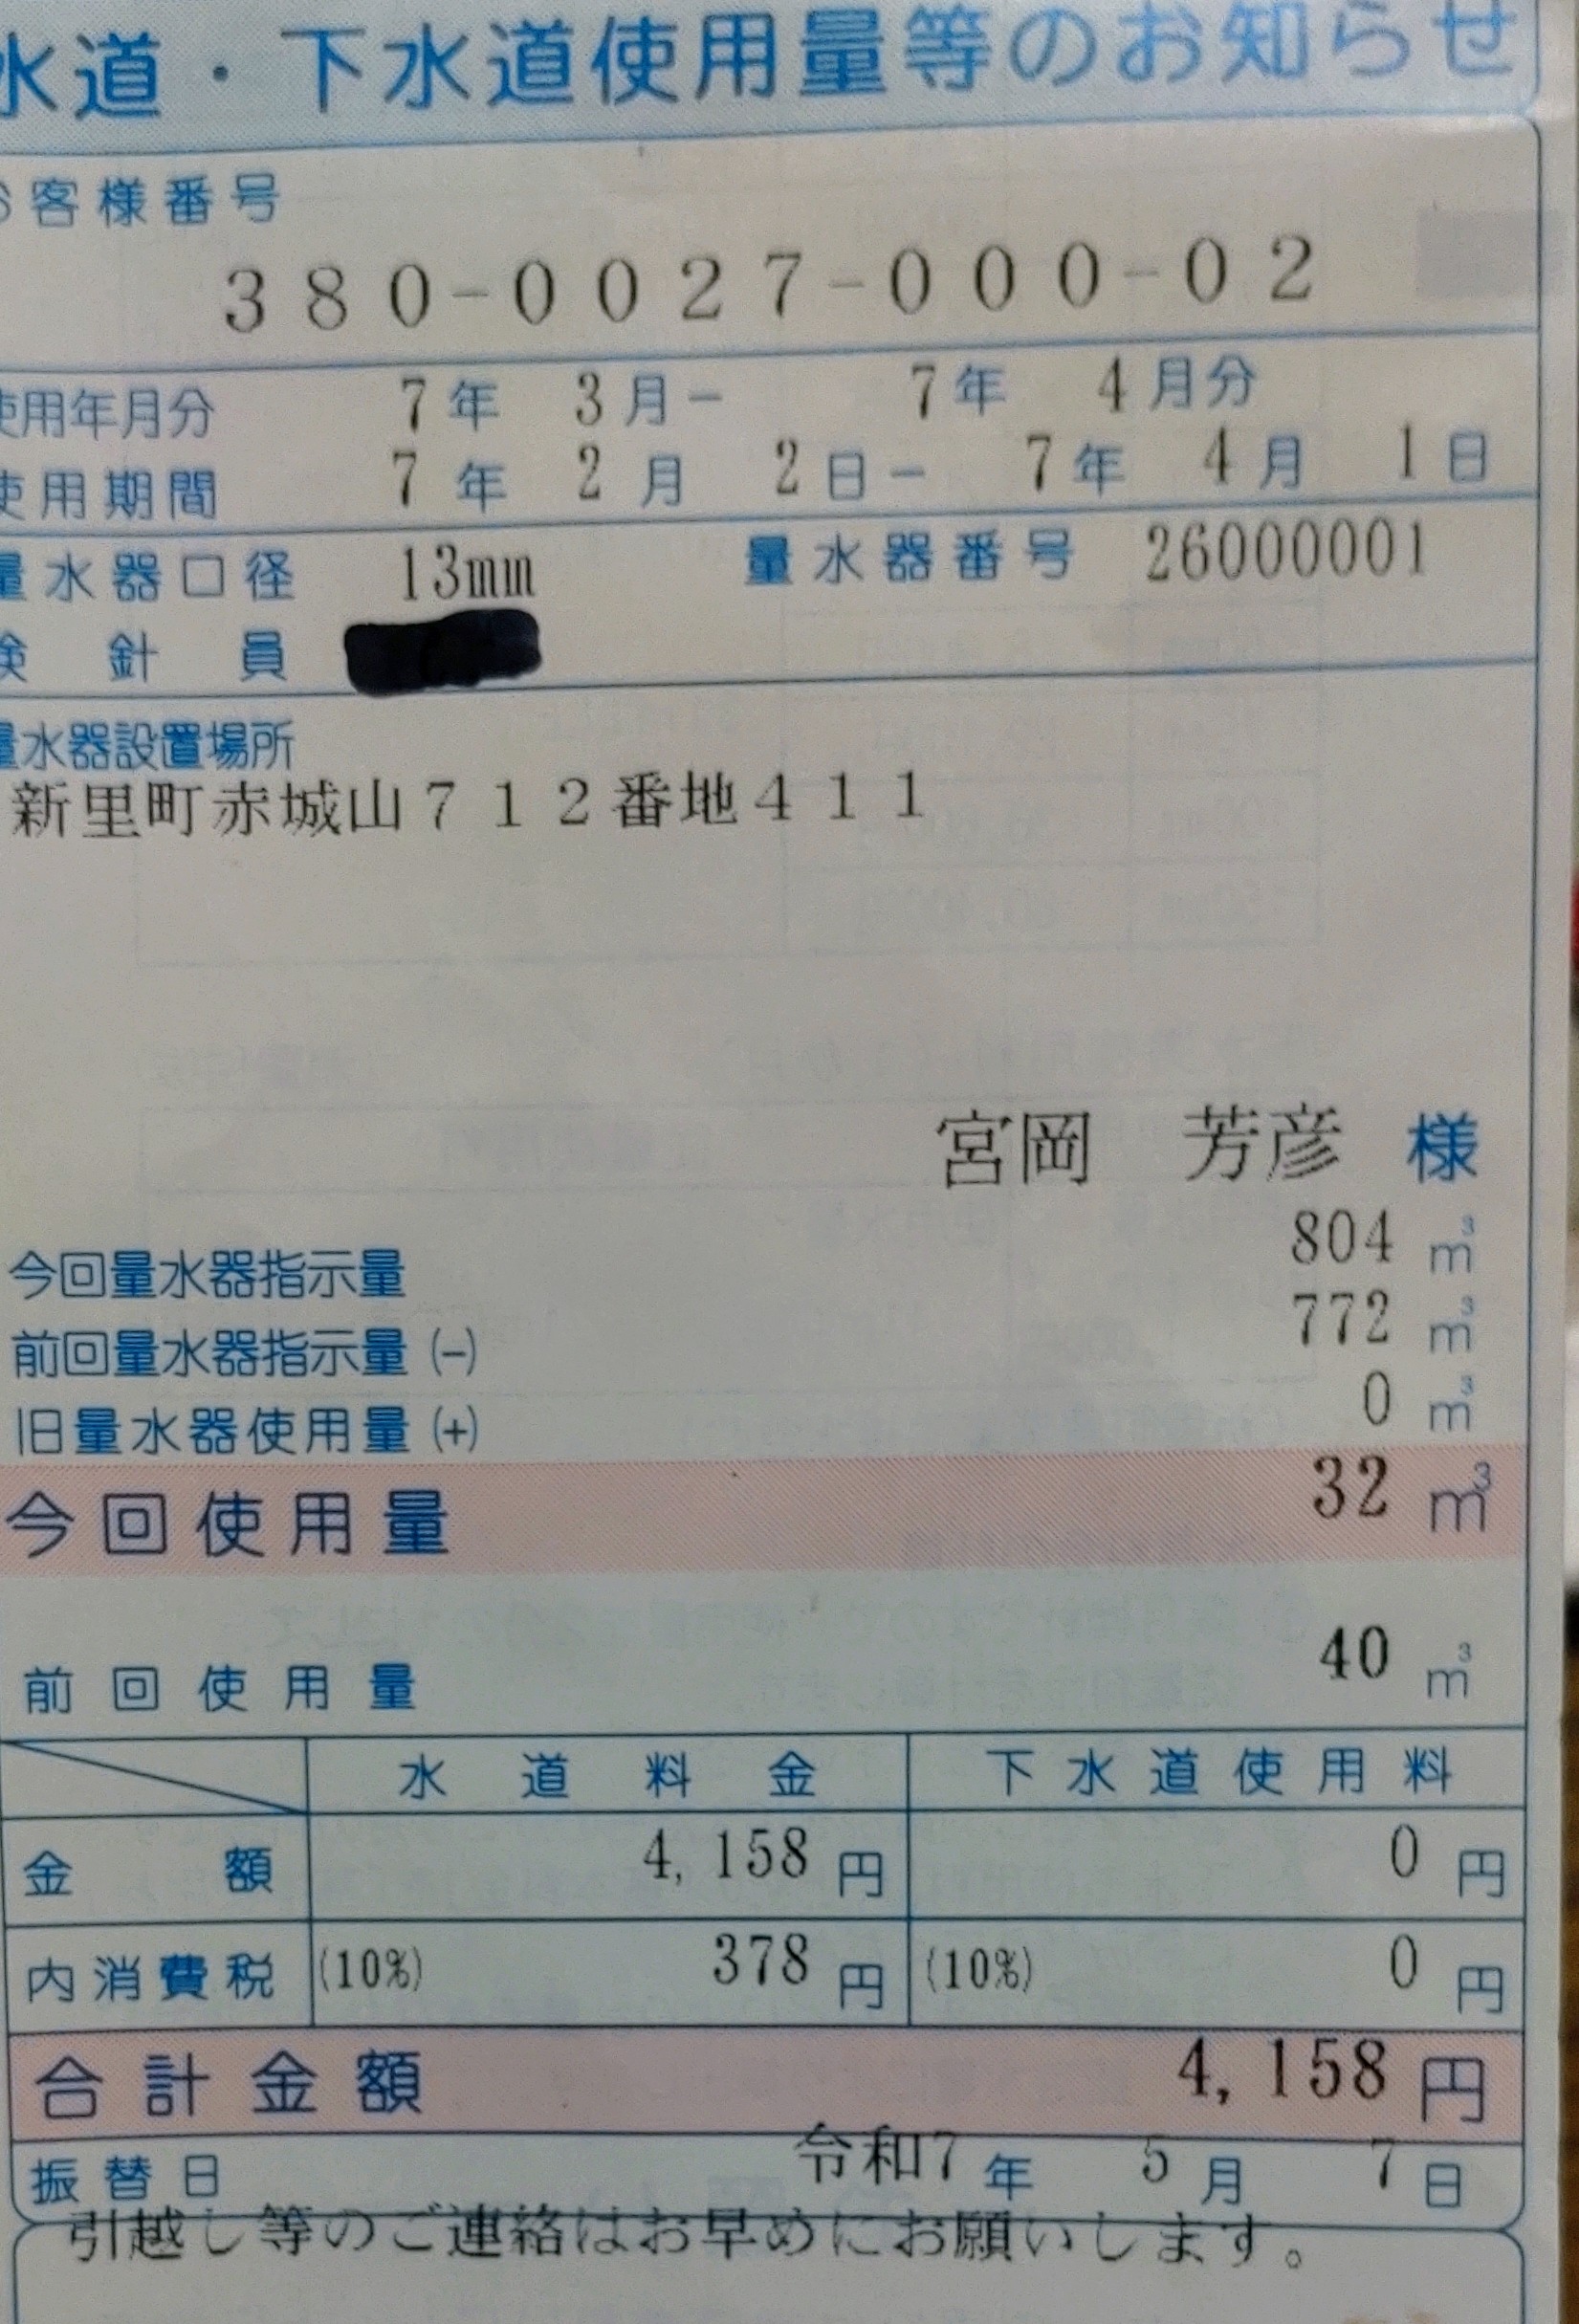 水道・下水道使用量等のお知らせ
お客様番号
380-0027-000-02
使用年月分 7年 3月- 7年 4月分
使用期間 7年 2月 2日- 7年 4月 1日
量水器口径 13mm 量水器番号 26000001
検針員
量水器設置場所
新里町赤城山712番地411
宮岡 芳彦 様
今回量水器指示量 804 m³
前回量水器指示量(-) 772 m³
旧量水器使用量(+) 0 m³
今回使用量 32 m³
前回使用量 40 m³
水道料金 下水道使用料
金額 4,158円 0円
内消費税 (10%) 378円 (10%) 0円
合計金額 4,158円
振替日 令和7年 5月 7日
引越し等のご連絡はお早めにお願いします。